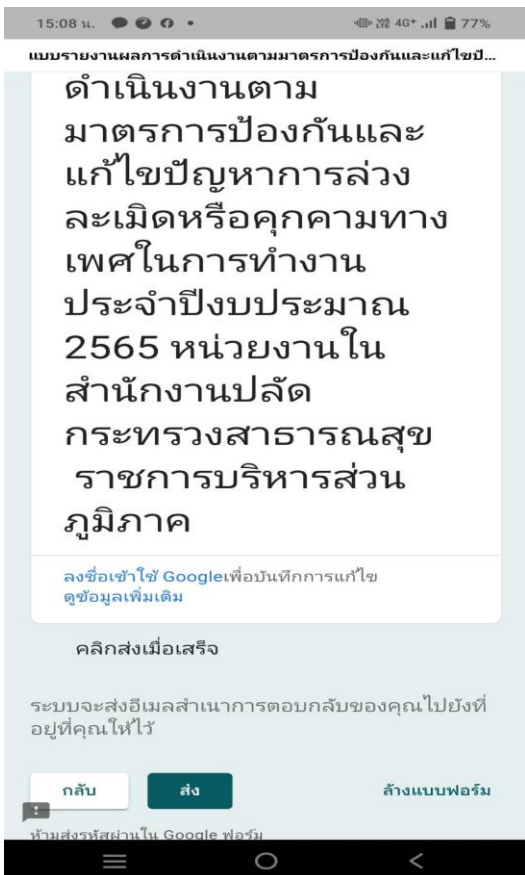 15:08 น. 4G+ 77%
แบบรายงานผลการดำเนินงานตามมาตรการป้องกันและแก้ไขปั...
ดำเนินงานตาม
มาตรการป้องกันและ
แก้ไขปัญหาการล่วง
ละเมิดหรือคุกคามทาง
เพศในการทำงาน
ประจำปีงบประมาณ
2565 หน่วยงานใน
สำนักงานปลัด
กระทรวงสาธารณสุข
ราชการบริหารส่วน
ภูมิภาค
ลงชื่อเข้าใช้ Googleเพื่อบันทึกการแก้ไข
ดูข้อมูลเพิ่มเติม
คลิกส่งเมื่อเสร็จ
ระบบจะส่งอีเมลสำเนาการตอบกลับของคุณไปยังที่
อยู่ที่คุณให้ไว้
กลับ ส่ง ล้างแบบฟอร์ม
ห้ามส่งรหัสผ่านใน Google ฟอร์ม